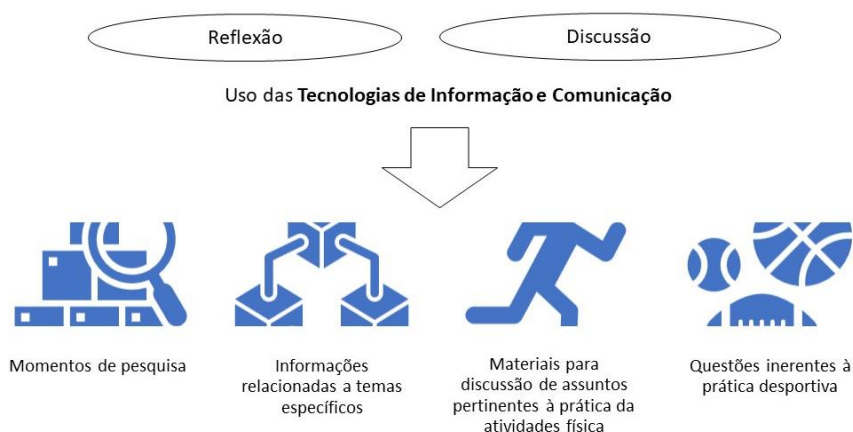 Reflexão
Discussão
Uso das Tecnologias de Informação e Comunicação
Momentos de pesquisa
Informações
relacionadas a temas
específicos
Materiais para
discussão de assuntos
pertinentes à prática da
atividades física
Questões inerentes à
prática desportiva